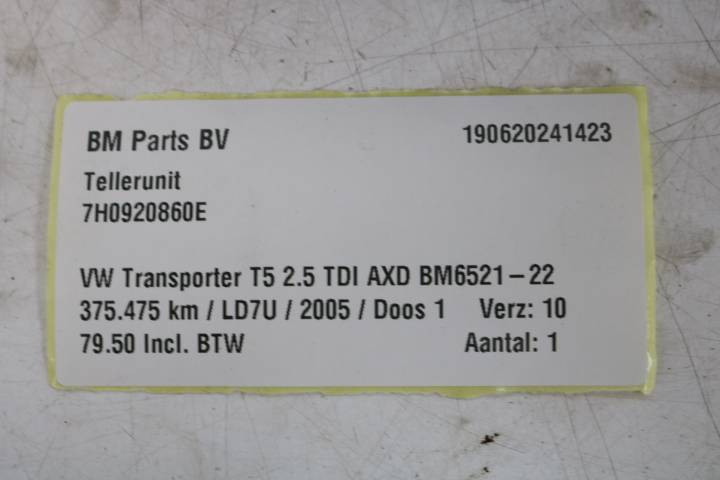 BM Parts BV 190620241423
Tellerunit
7H0920860E
VW Transporter T5 2.5 TDI AXD BM6521-22
375.475 km / LD7U / 2005 / Doos 1 Verz: 10
79.50 Incl. BTW Aantal: 1